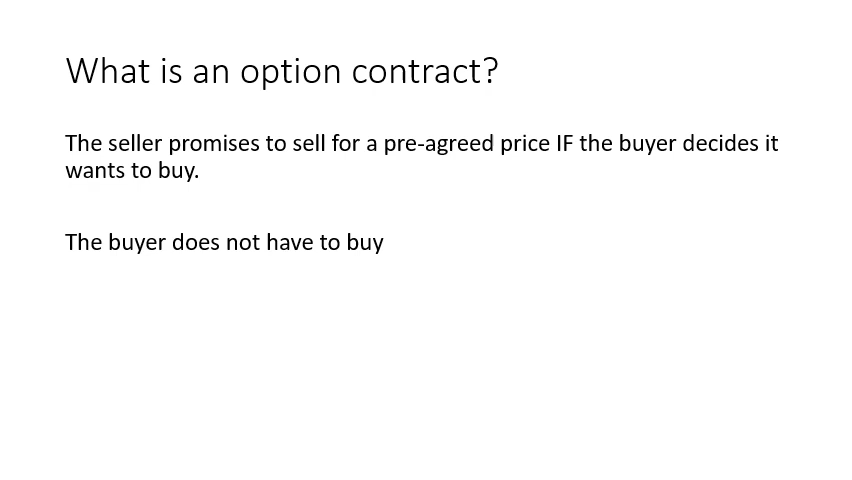 What is an option contract?
The seller promises to sell for a pre-agreed price IF the buyer decides it
wants to buy.
The buyer does not have to buy